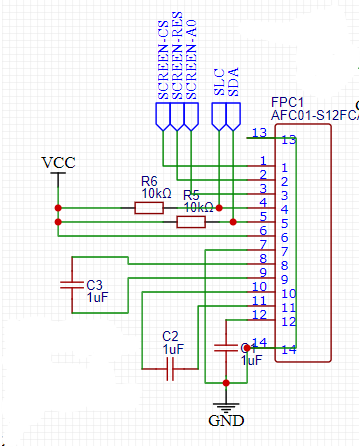 SCREEN-CS
SCREEN-RES
SCREEN-A0
SLC
SDA
FPC1
AFC01-S12FC
VCC
R6
10kΩ
R5
10kΩ
13
13
1
1
2
2
3
3
4
4
5
5
6
6
7
7
8
8
9
9
10
10
11
11
12
12
14
14
C3
1uF
C2
1uF
1uF
GND